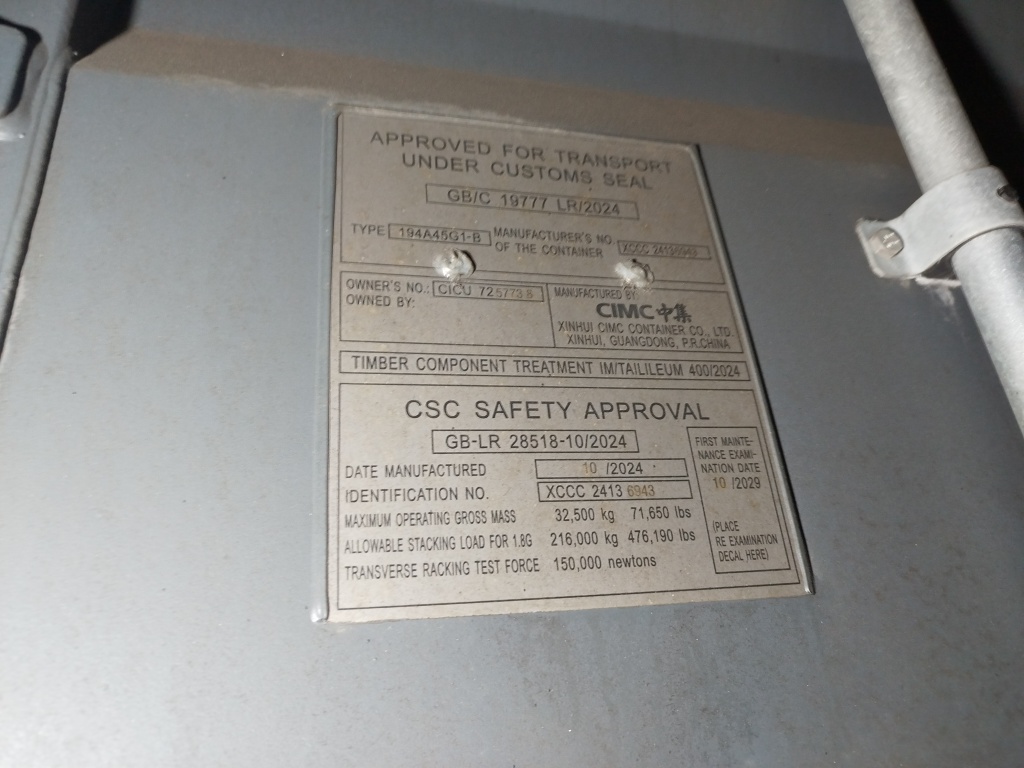 APPROVED FOR TRANSPORT
UNDER CUSTOMS SEAL
GB/C 19777 LR/2024
TYPE 194A45G1-B
MANUFACTURER'S NO.
OF THE CONTAINER
XCCC 24136943
OWNER'S NO.: CICU 725773 8
OWNED BY:
MANUFACTURED BY
CIMC中集
XINHUI CIMC CONTAINER CO., LTD.
XINHUI, GUANGDONG, P.R.CHINA
TIMBER COMPONENT TREATMENT IM/TAILILEUM 400/2024
CSC SAFETY APPROVAL
GB-LR 28518-10/2024
DATE MANUFACTURED 10 /2024
IDENTIFICATION NO. XCCC 2413 6943
MAXIMUM OPERATING GROSS MASS 32,500 kg 71,650 lbs
ALLOWABLE STACKING LOAD FOR 1.8G 216,000 kg 476,190 lbs
TRANSVERSE RACKING TEST FORCE 150,000 newtons
FIRST MAINTE-
NANCE EXAMI-
NATION DATE
10 /2029
(PLACE
RE EXAMINATION
DECAL HERE)